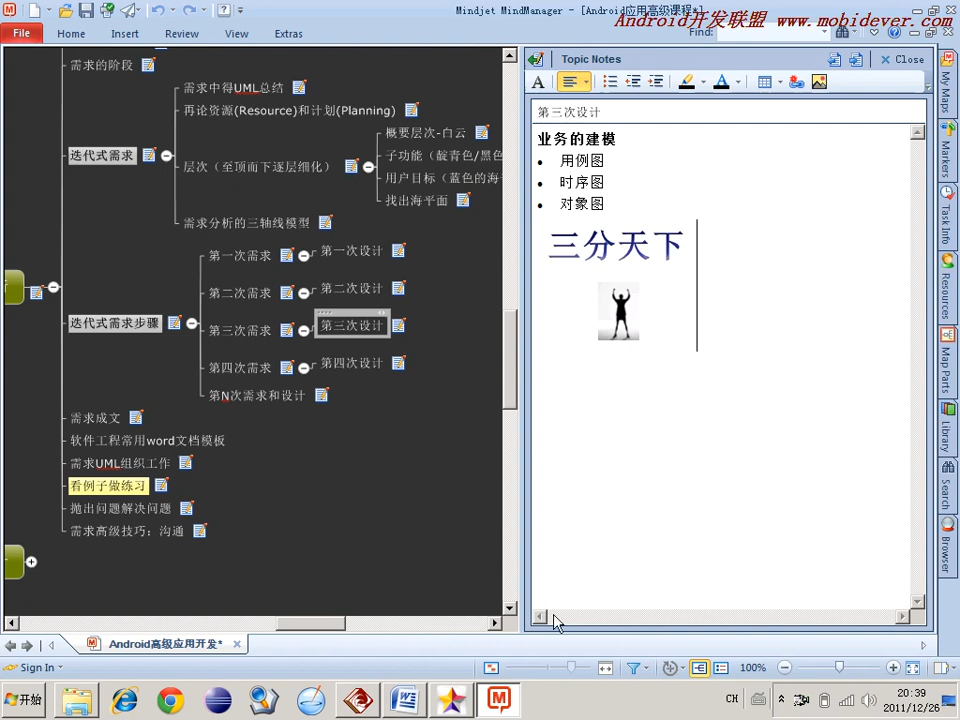 Mindjet MindManager - [Android应用高级课程*]
Android开发联盟 www.mobidever.com
File
Home
Insert
Review
View
Extras
Find:
需求的阶段
需求中得UML总结
再论资源(Resource)和计划(Planning)
迭代式需求
层次（至顶而下逐层细化）
概要层次-白云
子功能（靛青色/黑色
用户目标（蓝色的海
找出海平面
需求分析的三轴线模型
迭代式需求步骤
第一次需求
第一次设计
第二次需求
第二次设计
第三次需求
第三次设计
第四次需求
第四次设计
第N次需求和设计
需求成文
软件工程常用word文档模板
需求UML组织工作
看例子做练习
抛出问题解决问题
需求高级技巧：沟通
Topic Notes
Close
第三次设计
业务的建模
• 用例图
• 时序图
• 对象图
三分天下
My Maps
Markers
Task Info
Resources
Map Parts
Library
Search
Browser
Android高级应用开发*
Sign In
100%
开始
CH
20:39
2011/12/26